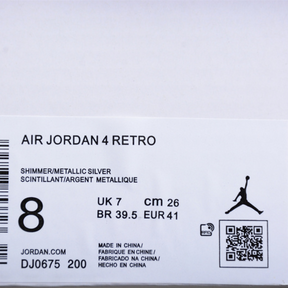 AIR JORDAN 4 RETRO
SHIMMER/METALLIC SILVER
SCINTILLANT/ARGENT MÉTALLIQUE
8
UK 7 cm 26
BR 39.5 EUR 41
JORDAN.COM
DJ0675 200
MADE IN CHINA/
FABRIQUÉ EN CHINE/
FABRICADO NA CHINA/
HECHO EN CHINA